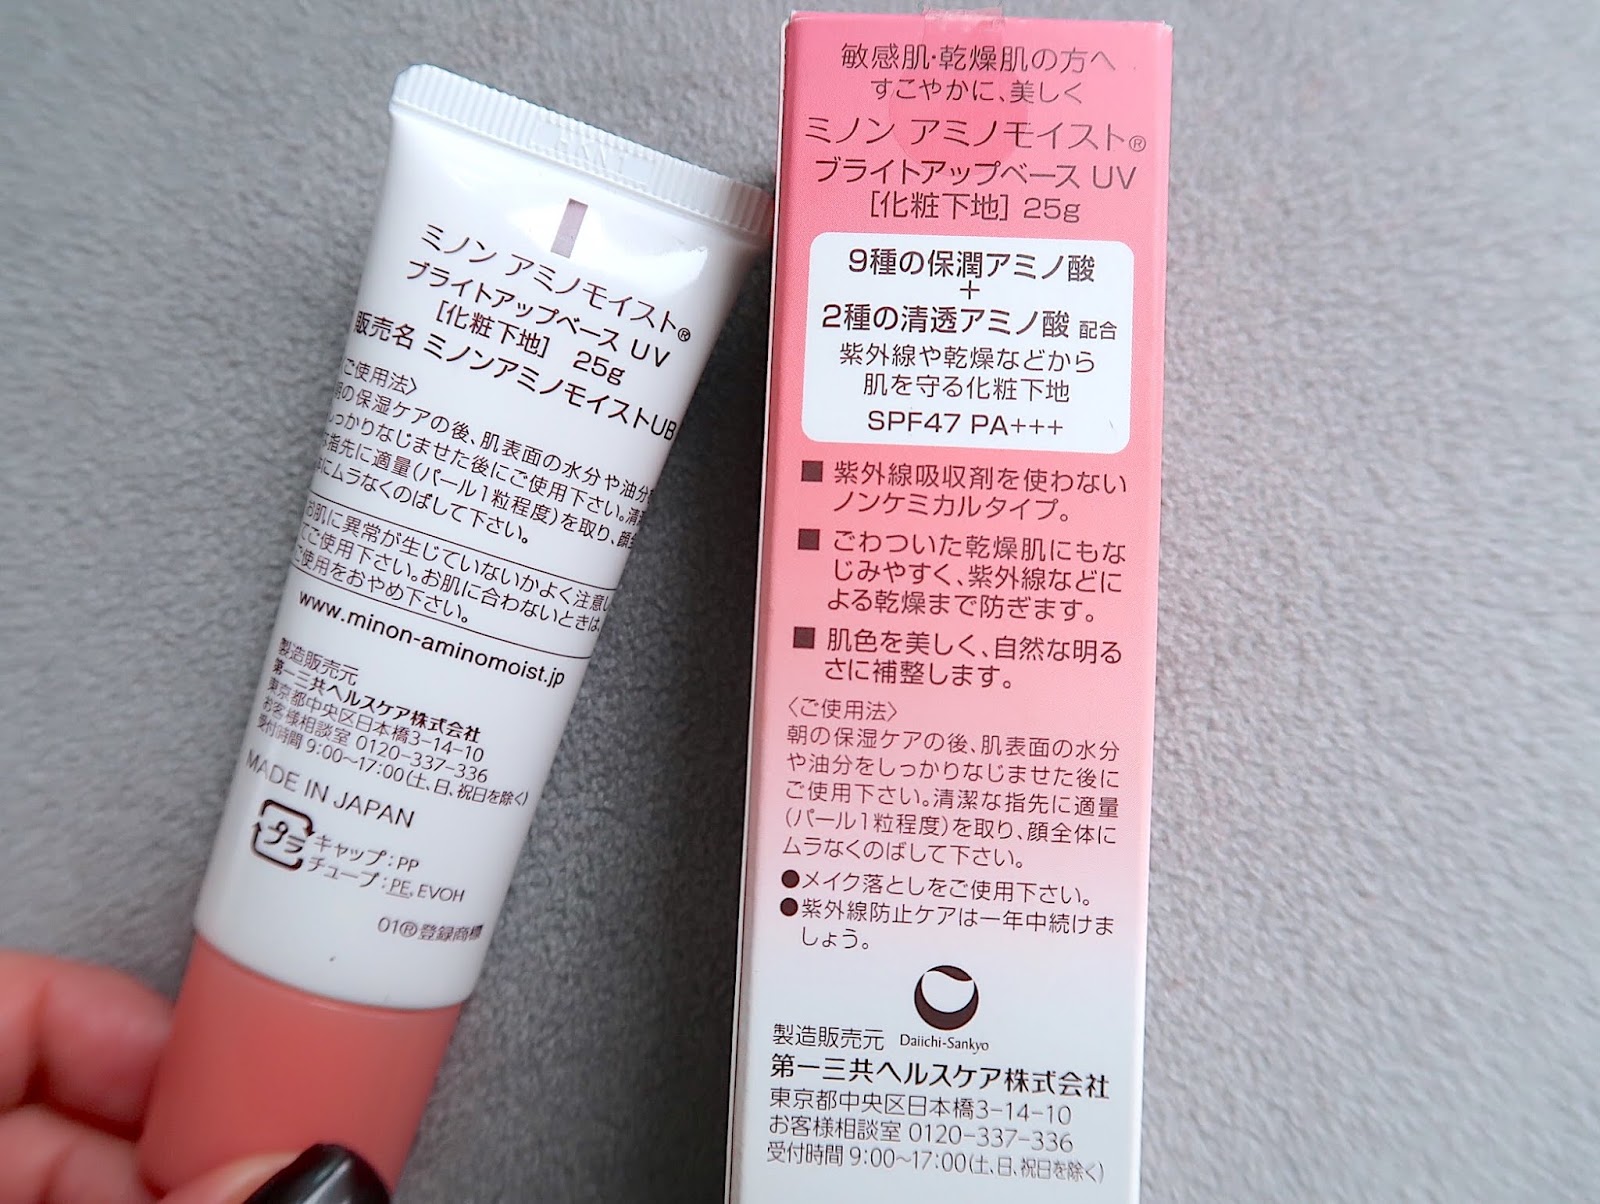 ミノン アミノモイスト®
ブライトアップベース UV
[化粧下地] 25g
販売名 ミノンアミノモイストUB
ご使用法〉
の保湿ケアの後、肌表面の水分や油分
しっかりなじませた後にご使用下さい。清
指先に適量(パール1粒程度)を取り、顔
にムラなくのばして下さい。
お肌に異常が生じていないかよく注意し
てご使用下さい。お肌に合わないときは、
ご使用をおやめ下さい。
www.minon-aminomoist.jp
製造販売元
第一三共ヘルスケア株式会社
東京都中央区日本橋3-14-10
お客様相談室 0120-337-336
受付時間 9:00~17:00(土、日、祝日を除く)
MADE IN JAPAN
プラ
キャップ:PP
チューブ:PE,EVOH
01®登録商標
敏感肌・乾燥肌の方へ
すこやかに、美しく
ミノン アミノモイスト®
ブライトアップベース UV
[化粧下地] 25g
9種の保潤アミノ酸
+
2種の清透アミノ酸 配合
紫外線や乾燥などから
肌を守る化粧下地
SPF47 PA+++
■ 紫外線吸収剤を使わない
ノンケミカルタイプ。
■ ごわついた乾燥肌にもな
じみやすく、紫外線などに
よる乾燥まで防ぎます。
■ 肌色を美しく、自然な明る
さに補整します。
〈ご使用法〉
朝の保湿ケアの後、肌表面の水分
や油分をしっかりなじませた後に
ご使用下さい。清潔な指先に適量
(パール1粒程度)を取り、顔全体に
ムラなくのばして下さい。
●メイク落としをご使用下さい。
●紫外線防止ケアは一年中続けま
しょう。
製造販売元 Daiichi-Sankyo
第一三共ヘルスケア株式会社
東京都中央区日本橋3-14-10
お客様相談室 0120-337-336
受付時間 9:00~17:00(土、日、祝日を除く)